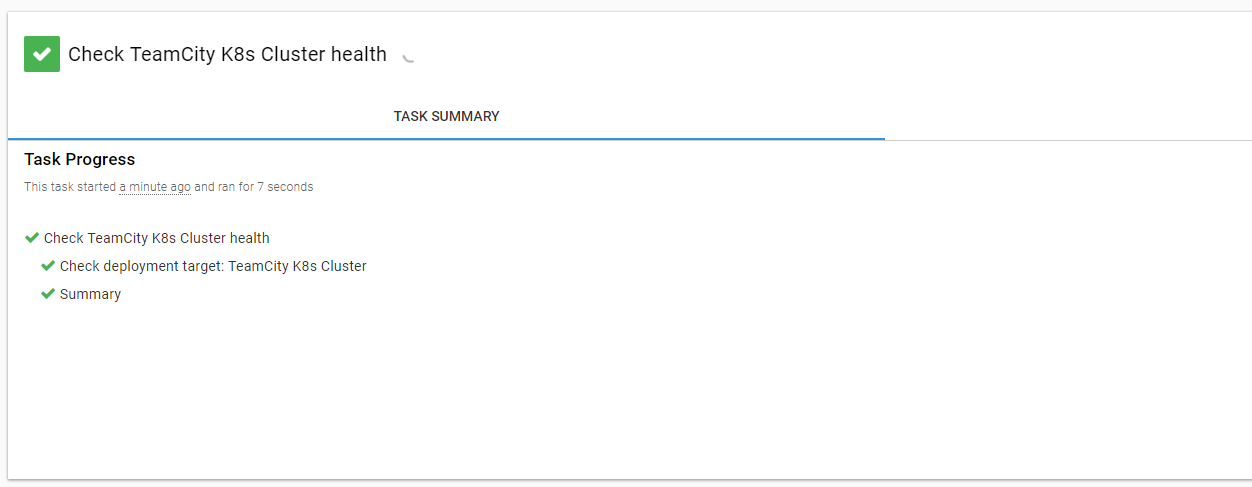 Check TeamCity K8s Cluster health
TASK SUMMARY
Task Progress
This task started a minute ago and ran for 7 seconds
Check TeamCity K8s Cluster health
Check deployment target: TeamCity K8s Cluster
Summary